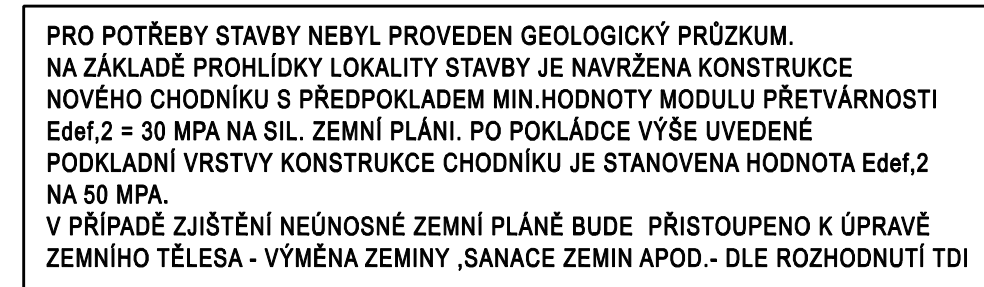 PRO POTŘEBY STAVBY NEBYL PROVEDEN GEOLOGICKÝ PRŮZKUM.
NA ZÁKLADĚ PROHLÍDKY LOKALITY STAVBY JE NAVRŽENA KONSTRUKCE
NOVÉHO CHODNÍKU S PŘEDPOKLADEM MIN.HODNOTY MODULU PŘETVÁRNOSTI
Edef,2 = 30 MPA NA SIL. ZEMNÍ PLÁNI. PO POKLÁDCE VÝŠE UVEDENÉ
PODKLADNÍ VRSTVY KONSTRUKCE CHODNÍKU JE STANOVENA HODNOTA Edef,2
NA 50 MPA.
V PŘÍPADĚ ZJIŠTĚNÍ NEÚNOSNÉ ZEMNÍ PLÁNĚ BUDE  PŘISTOUPENO K ÚPRAVĚ
ZEMNÍHO TĚLESA - VÝMĚNA ZEMINY ,SANACE ZEMIN APOD.- DLE ROZHODNUTÍ TDI